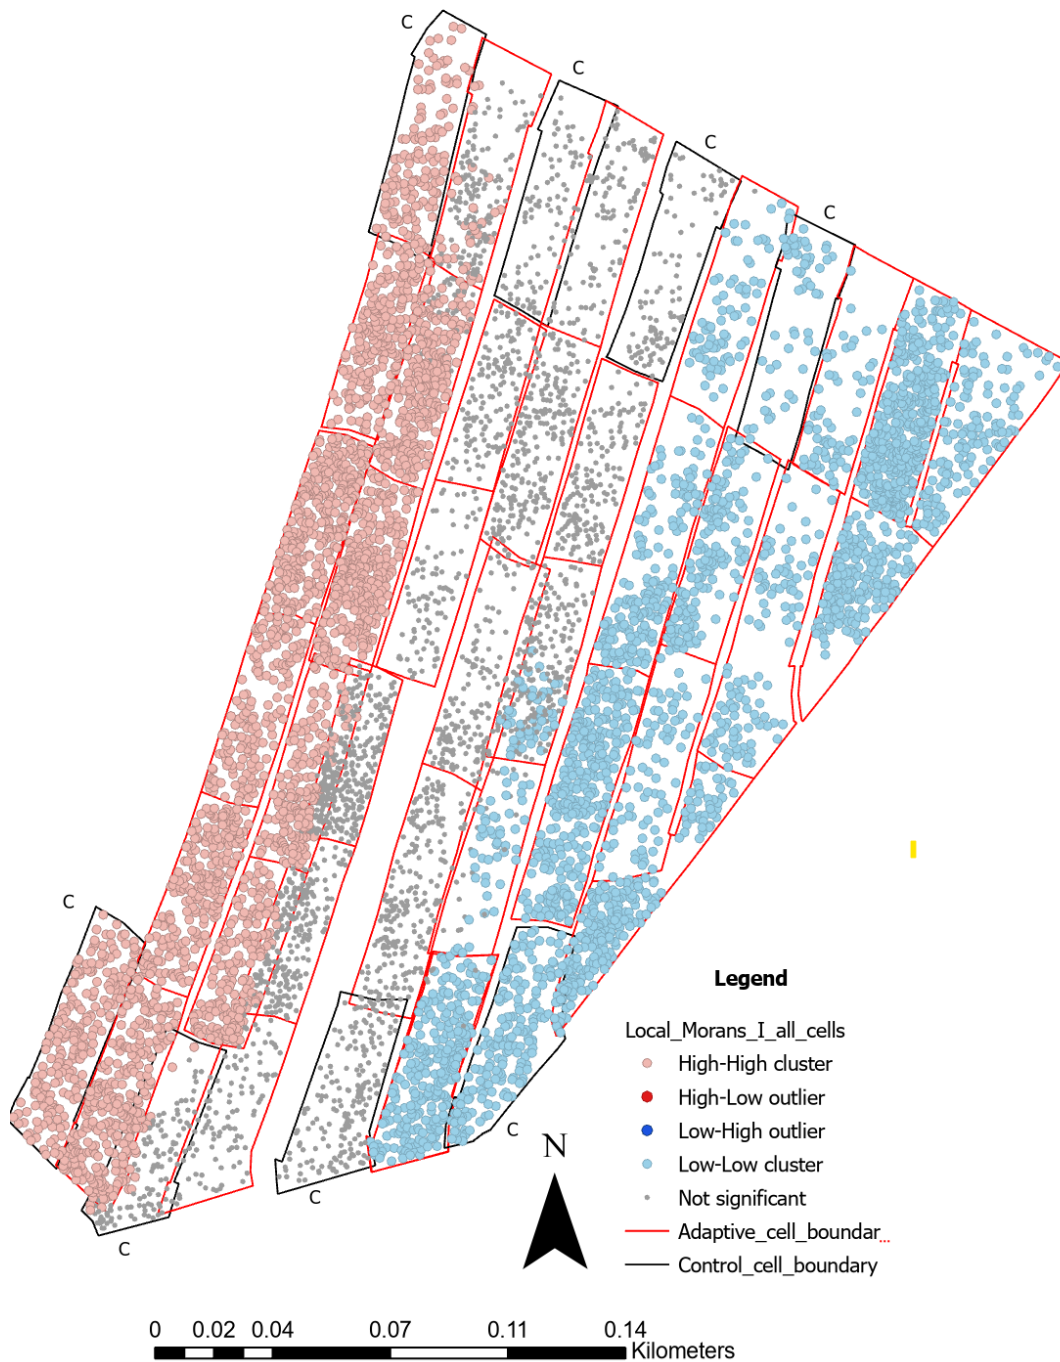 C
C
C
C
C
Legend
Local_Morans_I_all_cells
High-High cluster
High-Low outlier
Low-High outlier
Low-Low cluster
Not significant
Adaptive_cell_boundar...
Control_cell_boundary
C
N
C
C
0 0.02 0.04 0.07 0.11 0.14
Kilometers